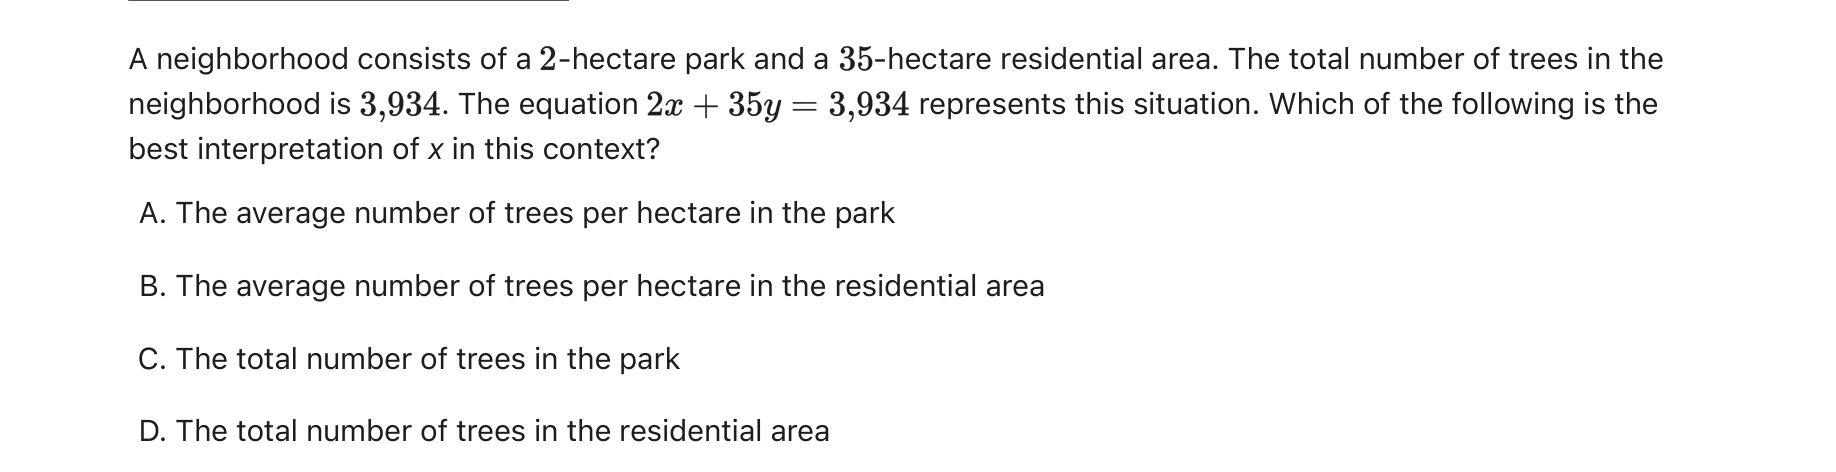 A neighborhood consists of a 2-hectare park and a 35-hectare residential area. The total number of trees in the
neighborhood is 3,934. The equation 2x + 35y = 3,934 represents this situation. Which of the following is the
best interpretation of x in this context?
A. The average number of trees per hectare in the park
B. The average number of trees per hectare in the residential area
C. The total number of trees in the park
D. The total number of trees in the residential area